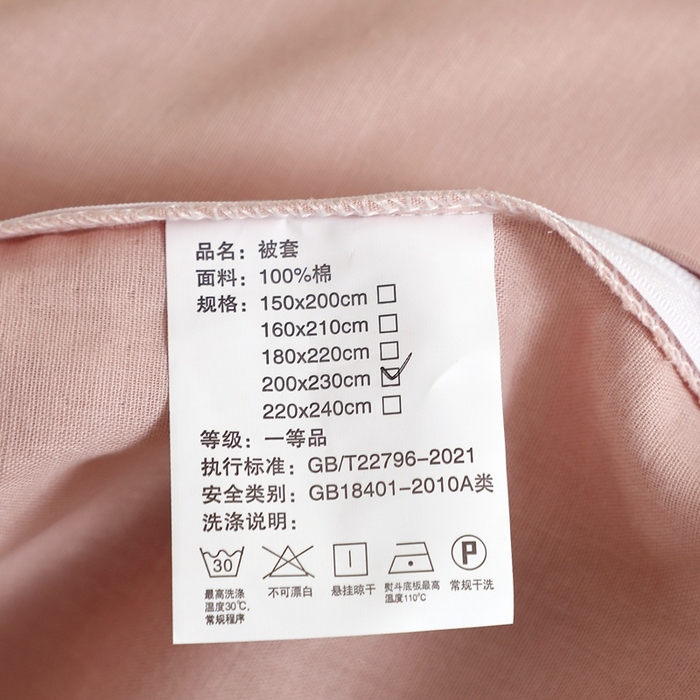 品名：被套
面料：100%棉
规格：150x200cm
160x210cm
180x220cm
200x230cm
220x240cm
等级：一等品
执行标准：GB/T22796-2021
安全类别：GB18401-2010A类
洗涤说明：
30
P
最高洗涤
温度30℃,
常规程序
不可漂白
悬挂晾干
熨斗底板最高
温度110℃
常规干洗